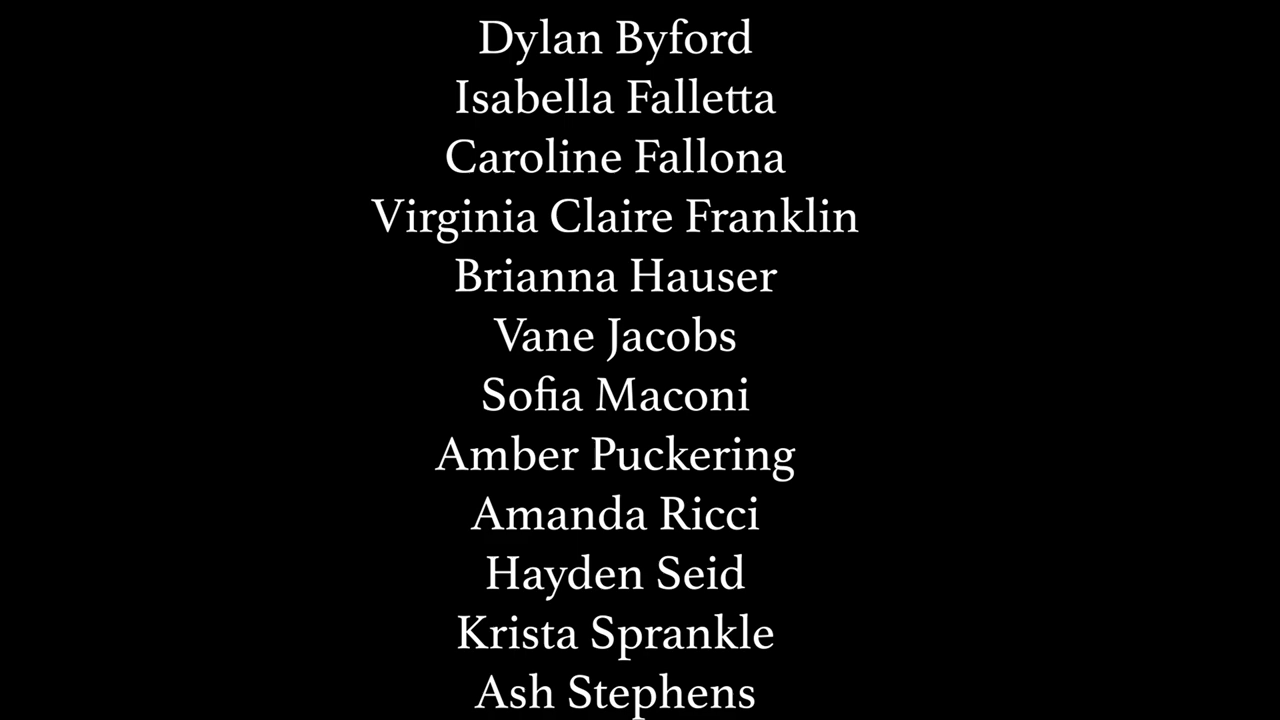 Dylan Byford
Isabella Falletta
Caroline Fallona
Virginia Claire Franklin
Brianna Hauser
Vane Jacobs
Sofia Maconi
Amber Puckering
Amanda Ricci
Hayden Seid
Krista Sprankle
Ash Stephens